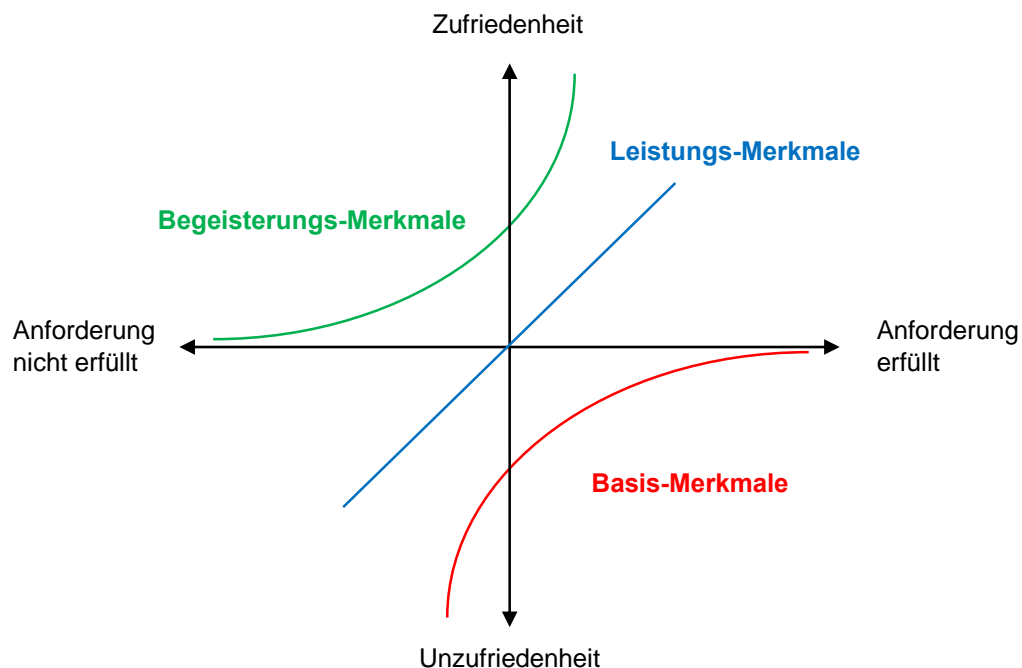 Zufriedenheit
Leistungs-Merkmale
Begeisterungs-Merkmale
Anforderung
nicht erfüllt
Anforderung
erfüllt
Basis-Merkmale
Unzufriedenheit